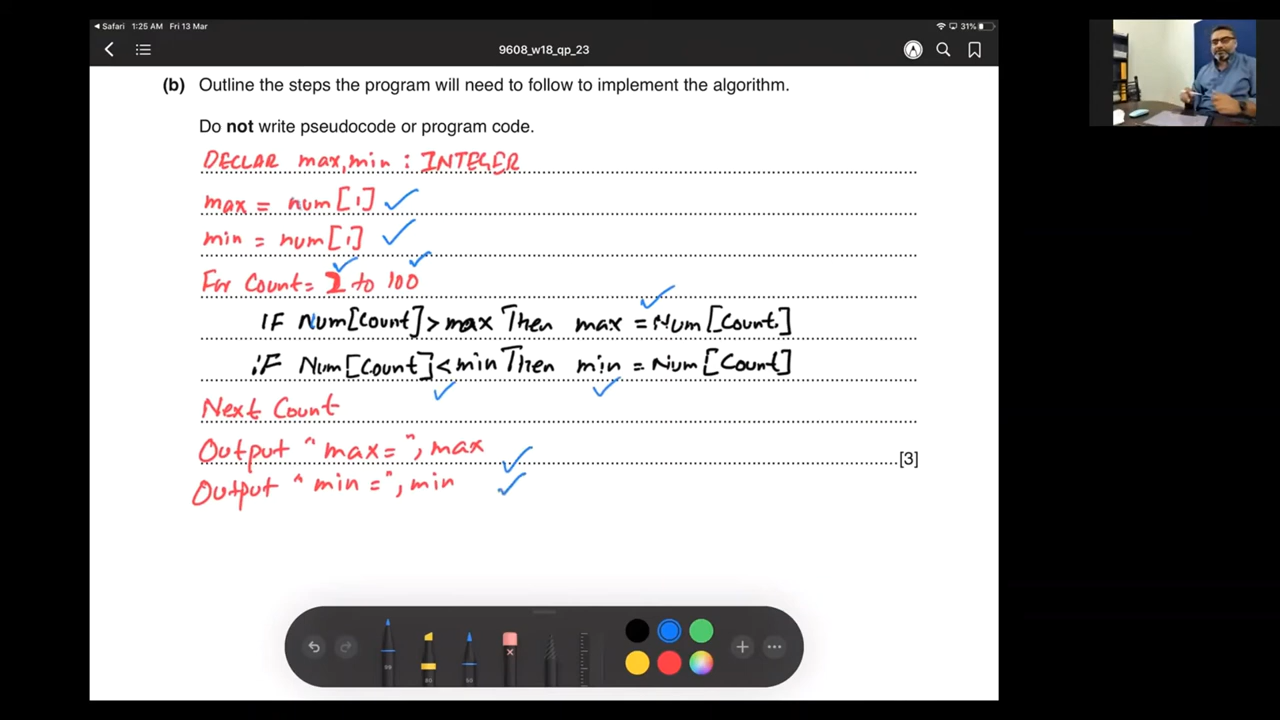 Safari 1:25 AM Fri 13 Mar 31%
9608_w18_qp_23
(b) Outline the steps the program will need to follow to implement the algorithm.
Do not write pseudocode or program code.
DECLAR max,min : INTEGER
max = num[1]
min = num[1]
For Count= 2 to 100
IF Num[Count]>max Then max =Num[Count]
IF Num[Count]<min Then min =Num[Count]
Next Count
Output "max=", max
[3]
Output "min=", min